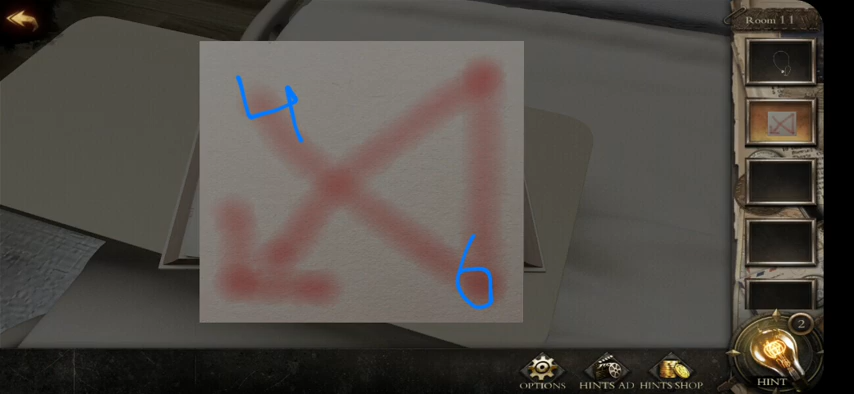 Room 11
4
6
2
HINT
OPTIONS
HINTS AD
HINTS SHOP